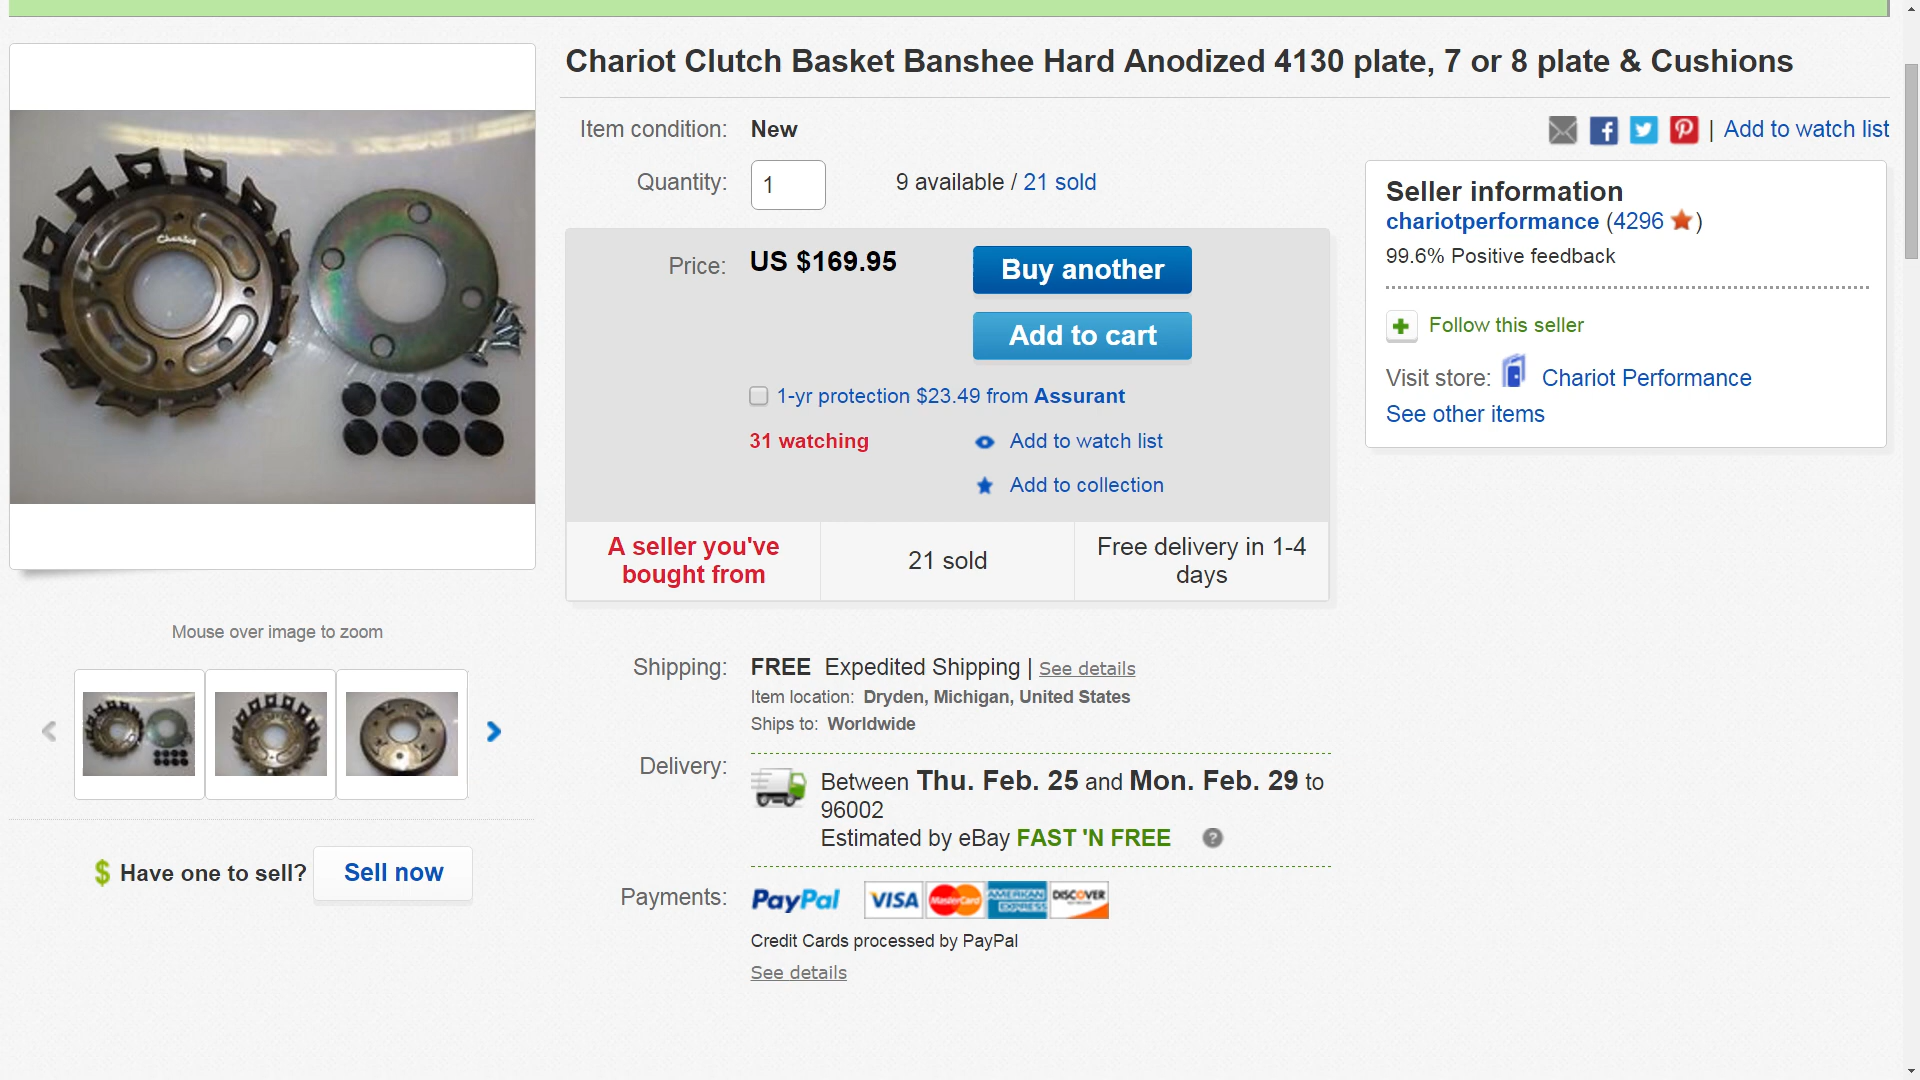 Chariot Clutch Basket Banshee Hard Anodized 4130 plate, 7 or 8 plate & Cushions
Item condition: New
| Add to watch list
Quantity: 1 9 available / 21 sold
Price: US $169.95
Buy another
Add to cart
1-yr protection $23.49 from Assurant
31 watching
Add to watch list
Add to collection
A seller you've
bought from
21 sold
Free delivery in 1-4
days
Seller information
chariotperformance (4296 )
99.6% Positive feedback
Follow this seller
Visit store: Chariot Performance
See other items
Chariot
Mouse over image to zoom
$ Have one to sell? Sell now
Shipping: FREE Expedited Shipping | See details
Item location: Dryden, Michigan, United States
Ships to: Worldwide
Delivery:
Between Thu. Feb. 25 and Mon. Feb. 29 to
96002
Estimated by eBay FAST 'N FREE ?
Payments: PayPal VISA MasterCard AMERICAN EXPRESS DISCOVER
Credit Cards processed by PayPal
See details